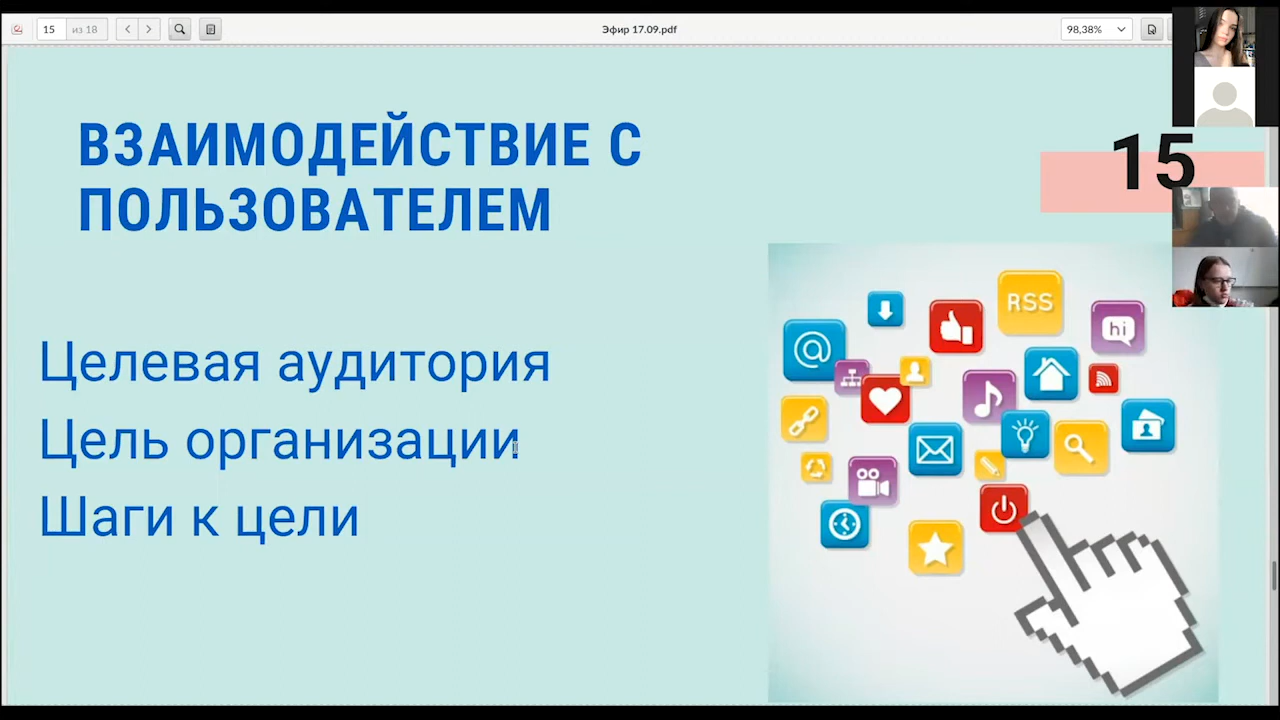 15
из 18
Эфир 17.09.pdf
98,38%
ВЗАИМОДЕЙСТВИЕ С
ПОЛЬЗОВАТЕЛЕМ
15
Целевая аудитория
Цель организации
Шаги к цели
RSS
hi
@